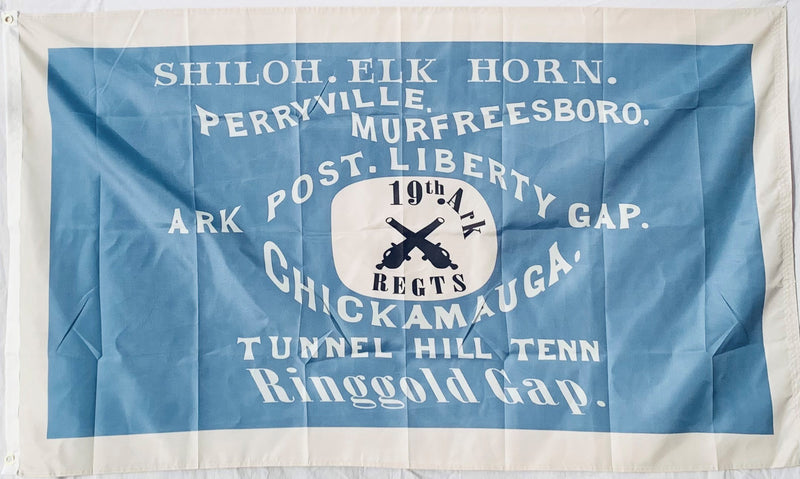 SHILOH. ELK HORN.
PERRYVILLE.
MURFREESBORO.
ARK POST. LIBERTY GAP.
19th. Ark
REGTS
CHICKAMAUGA.
TUNNEL HILL TENN
Ringgold Gap.